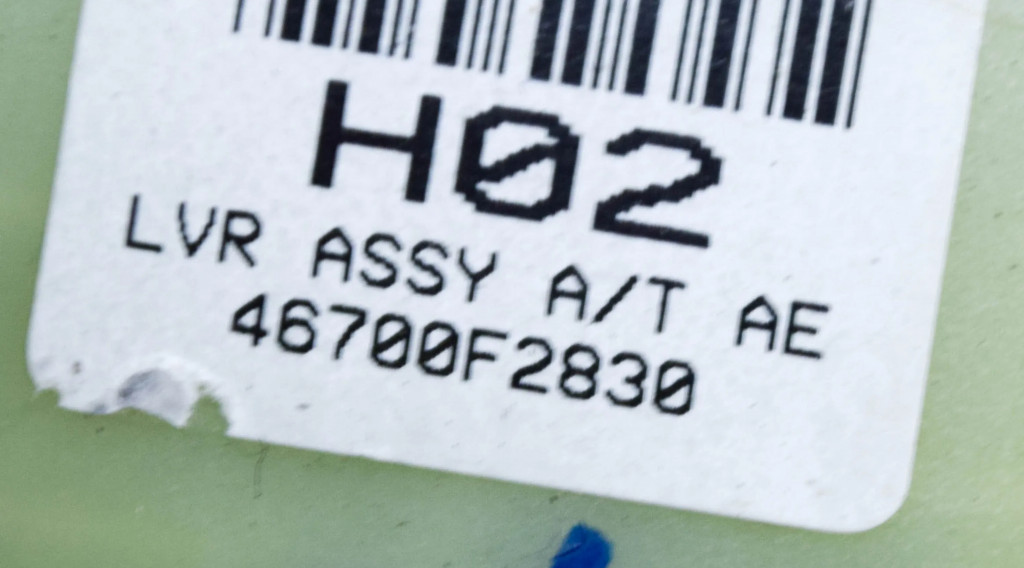 H02
LVR ASSY A/T AE
46700F2830